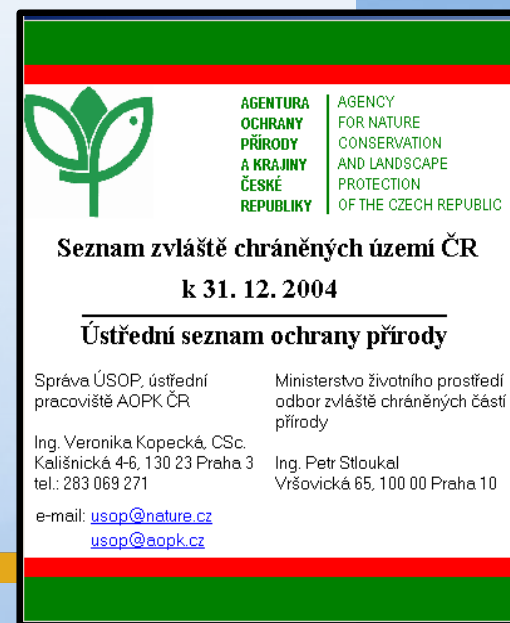 AGENTURA
OCHRANY
PŘÍRODY
A KRAJINY
ČESKÉ
REPUBLIKY
AGENCY
FOR NATURE
CONSERVATION
AND LANDSCAPE
PROTECTION
OF THE CZECH REPUBLIC
Seznam zvláště chráněných území ČR
k 31. 12. 2004
Ústřední seznam ochrany přírody
Správa ÚSOP, ústřední
pracoviště AOPK ČR
Ing. Veronika Kopecká, CSc.
Kališnická 4-6, 130 23 Praha 3
tel.: 283 069 271
e-mail: usop@nature.cz
usop@aopk.cz
Ministerstvo životního prostředí
odbor zvláště chráněných částí
přírody
Ing. Petr Stloukal
Vršovická 65, 100 00 Praha 10